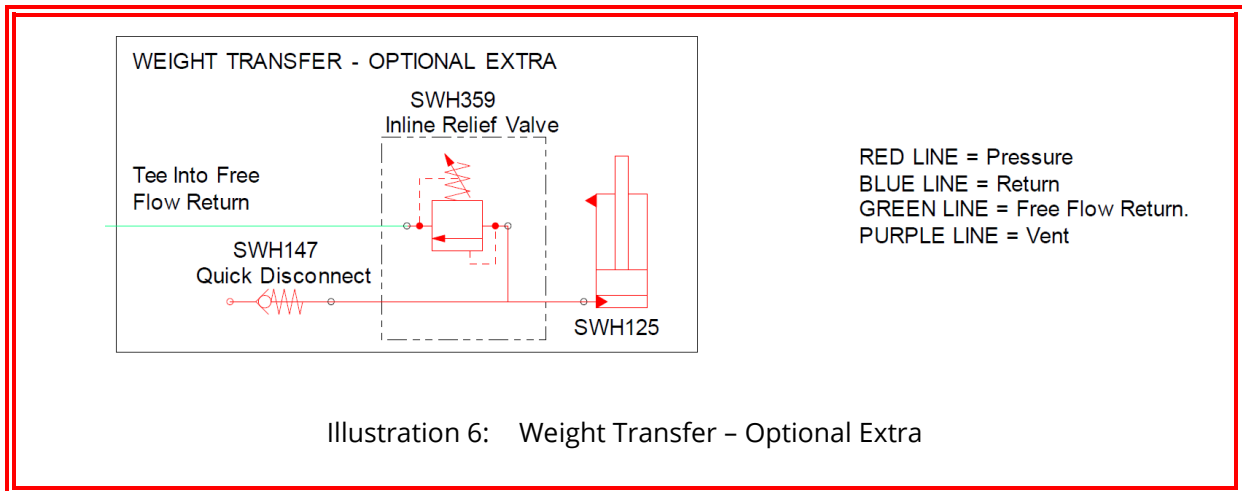 WEIGHT TRANSFER - OPTIONAL EXTRA
SWH359
Inline Relief Valve
Tee Into Free
Flow Return
SWH147
Quick Disconnect
SWH125
RED LINE = Pressure
BLUE LINE = Return
GREEN LINE = Free Flow Return.
PURPLE LINE = Vent
Illustration 6: Weight Transfer – Optional Extra